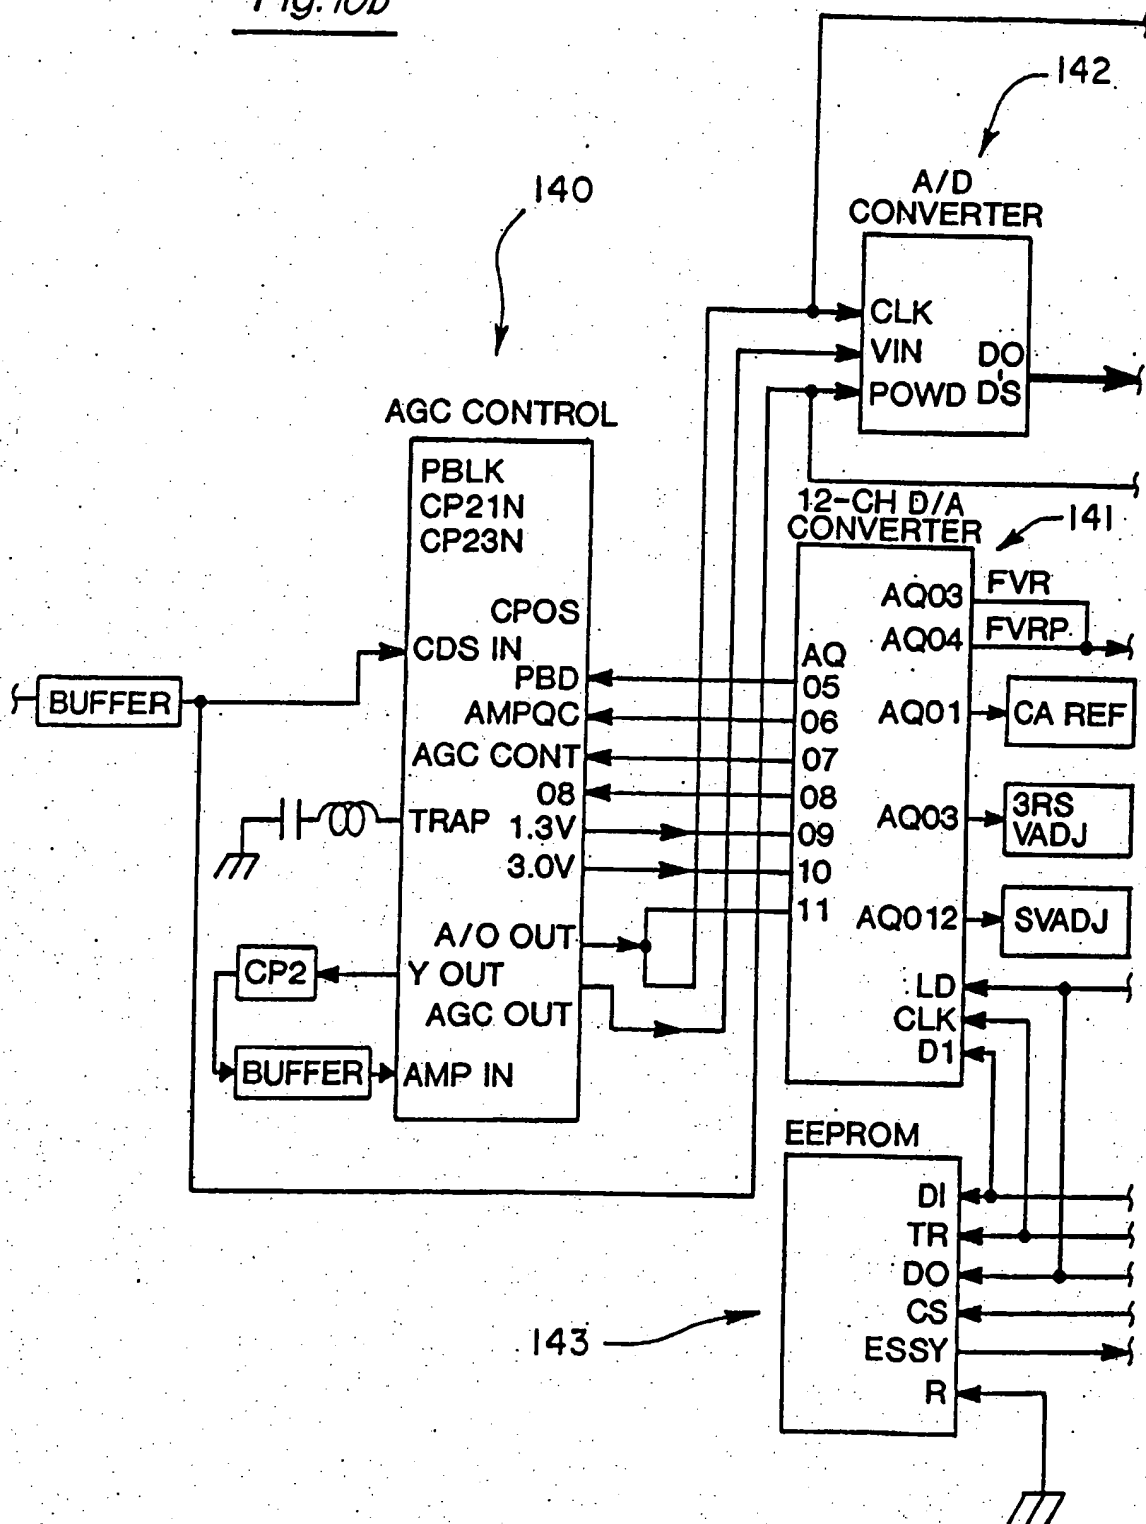 Fig. 10b
142
A/D
CONVERTER
140
CLK
VIN
DO
POWD
D'S
AGC CONTROL
PBLK
CP21N
CP23N
CPOS
CDS IN
PBD
AMPQC
AGC CONT
08
TRAP
1.3V
3.0V
A/O OUT
Y OUT
AGC OUT
AMP IN
BUFFER
CP2
BUFFER
12-CH D/A
CONVERTER
141
AQ
05
06
07
08
09
10
11
AQ03
FVR
AQ04
FVRP
AQ01
CA REF
AQ03
3RS
VADJ
AQ012
SVADJ
LD
CLK
D1
EEPROM
DI
TR
DO
CS
ESSY
R
143